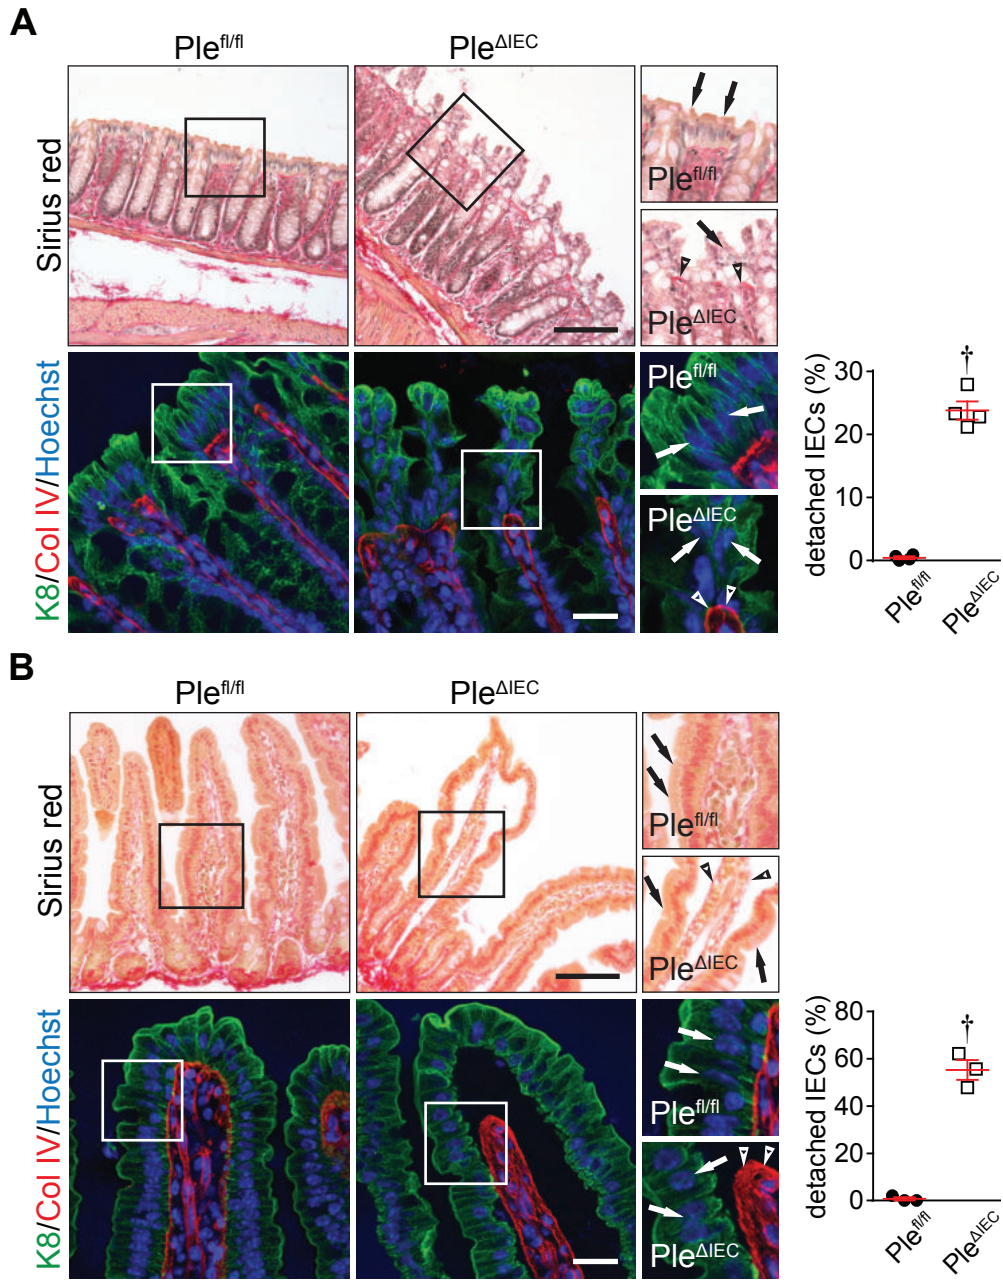 A
Ple^fl/fl
Ple^ΔIEC
Sirius red
Ple^fl/fl
Ple^ΔIEC
K8/Col IV/Hoechst
Ple^fl/fl
Ple^ΔIEC
detached IECs (%)
30
20
10
0
†
Ple^fl/fl
Ple^ΔIEC
B
Ple^fl/fl
Ple^ΔIEC
Sirius red
Ple^fl/fl
Ple^ΔIEC
K8/Col IV/Hoechst
Ple^fl/fl
Ple^ΔIEC
detached IECs (%)
80
60
40
20
0
†
Ple^fl/fl
Ple^ΔIEC